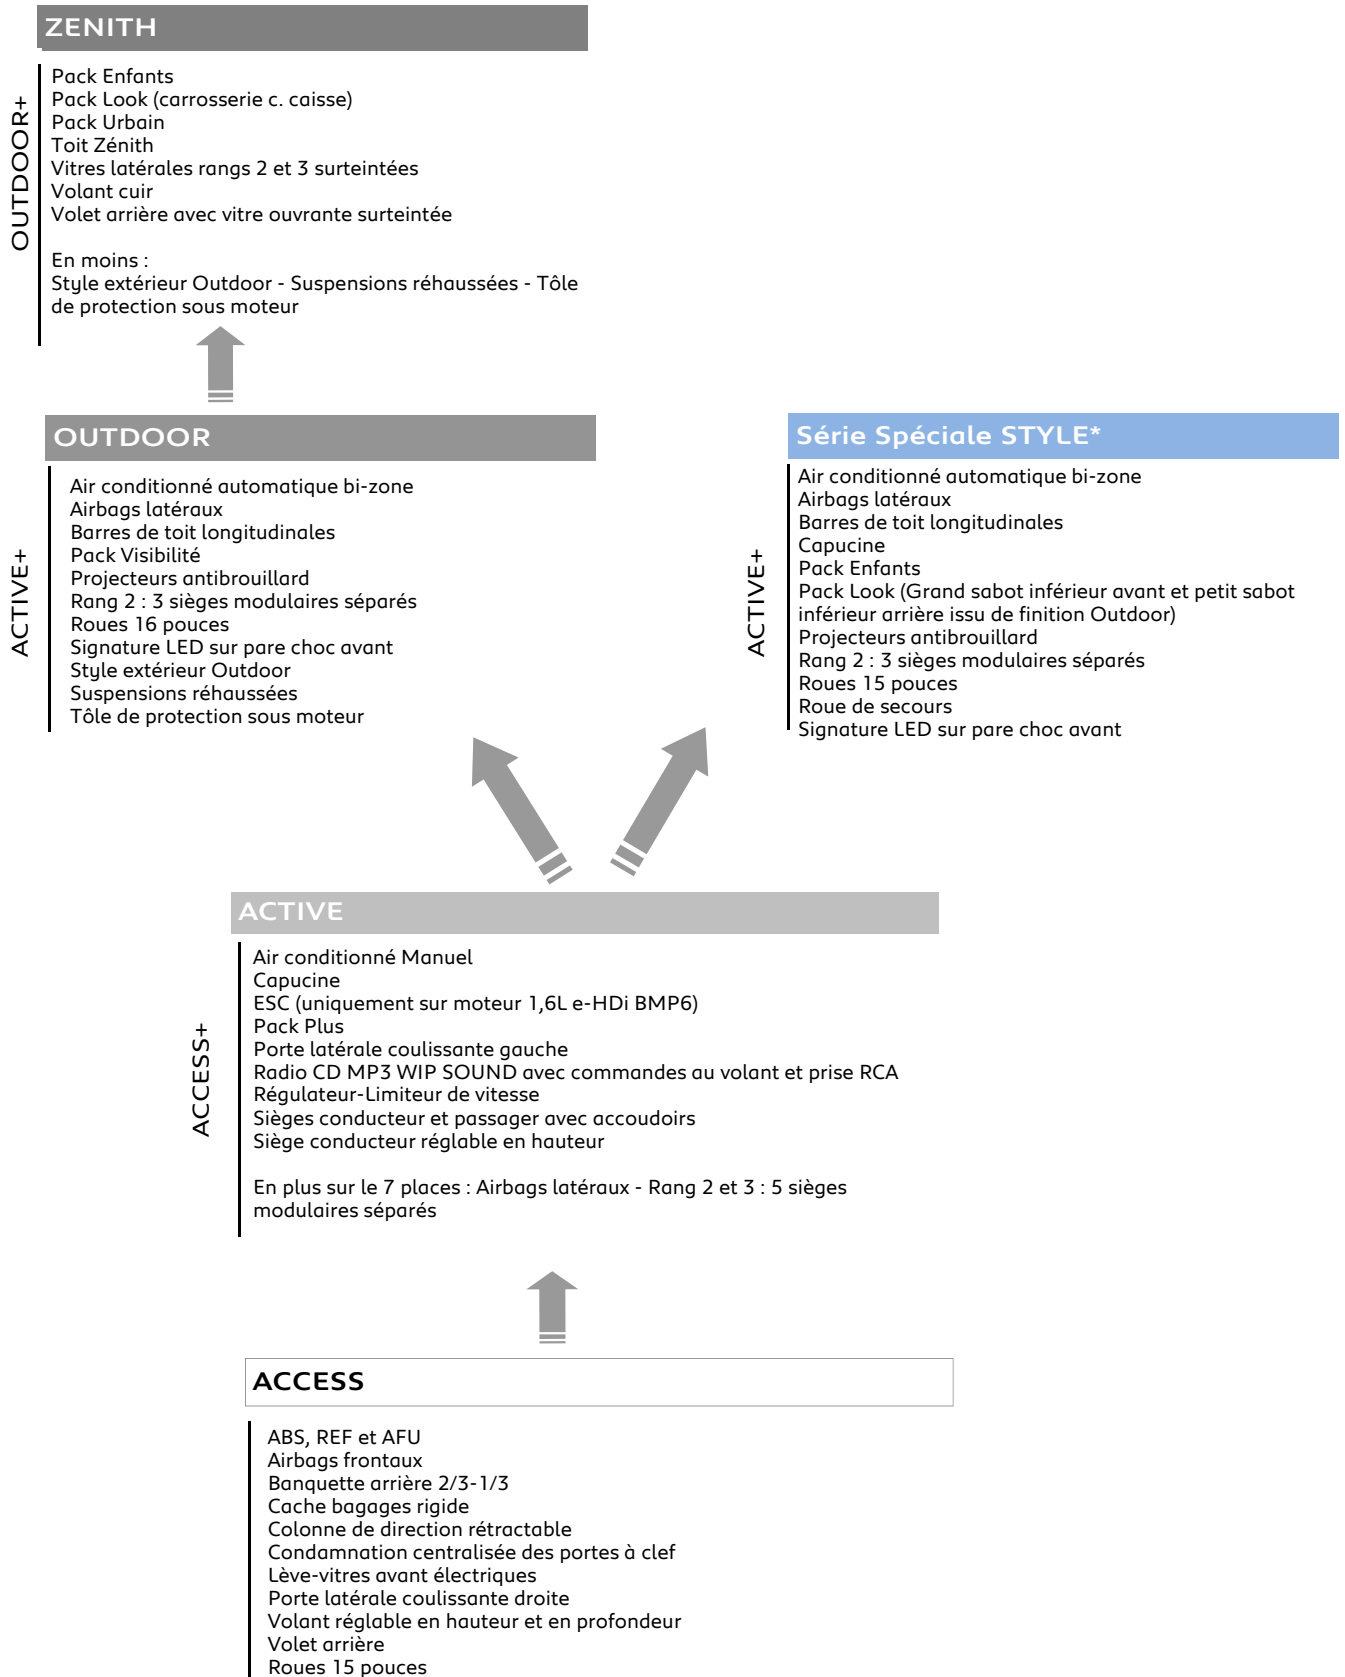 ZENITH
OUTDOOR+
Pack Enfants
Pack Look (carrosserie c. caisse)
Pack Urbain
Toit Zénith
Vitres latérales rangs 2 et 3 surteintées
Volant cuir
Volet arrière avec vitre ouvrante surteintée
En moins :
Style extérieur Outdoor - Suspensions réhaussées - Tôle
de protection sous moteur
OUTDOOR
ACTIVE+
Air conditionné automatique bi-zone
Airbags latéraux
Barres de toit longitudinales
Pack Visibilité
Projecteurs antibrouillard
Rang 2 : 3 sièges modulaires séparés
Roues 16 pouces
Signature LED sur pare choc avant
Style extérieur Outdoor
Suspensions réhaussées
Tôle de protection sous moteur
Série Spéciale STYLE*
ACTIVE+
Air conditionné automatique bi-zone
Airbags latéraux
Barres de toit longitudinales
Capucine
Pack Enfants
Pack Look (Grand sabot inférieur avant et petit sabot
inférieur arrière issu de finition Outdoor)
Projecteurs antibrouillard
Rang 2 : 3 sièges modulaires séparés
Roues 15 pouces
Roue de secours
Signature LED sur pare choc avant
ACTIVE
ACCESS+
Air conditionné Manuel
Capucine
ESC (uniquement sur moteur 1,6L e-HDi BMP6)
Pack Plus
Porte latérale coulissante gauche
Radio CD MP3 WIP SOUND avec commandes au volant et prise RCA
Régulateur-Limiteur de vitesse
Sièges conducteur et passager avec accoudoirs
Siège conducteur réglable en hauteur
En plus sur le 7 places : Airbags latéraux - Rang 2 et 3 : 5 sièges
modulaires séparés
ACCESS
ABS, REF et AFU
Airbags frontaux
Banquette arrière 2/3-1/3
Cache bagages rigide
Colonne de direction rétractable
Condamnation centralisée des portes à clef
Lève-vitres avant électriques
Porte latérale coulissante droite
Volant réglable en hauteur et en profondeur
Volet arrière
Roues 15 pouces